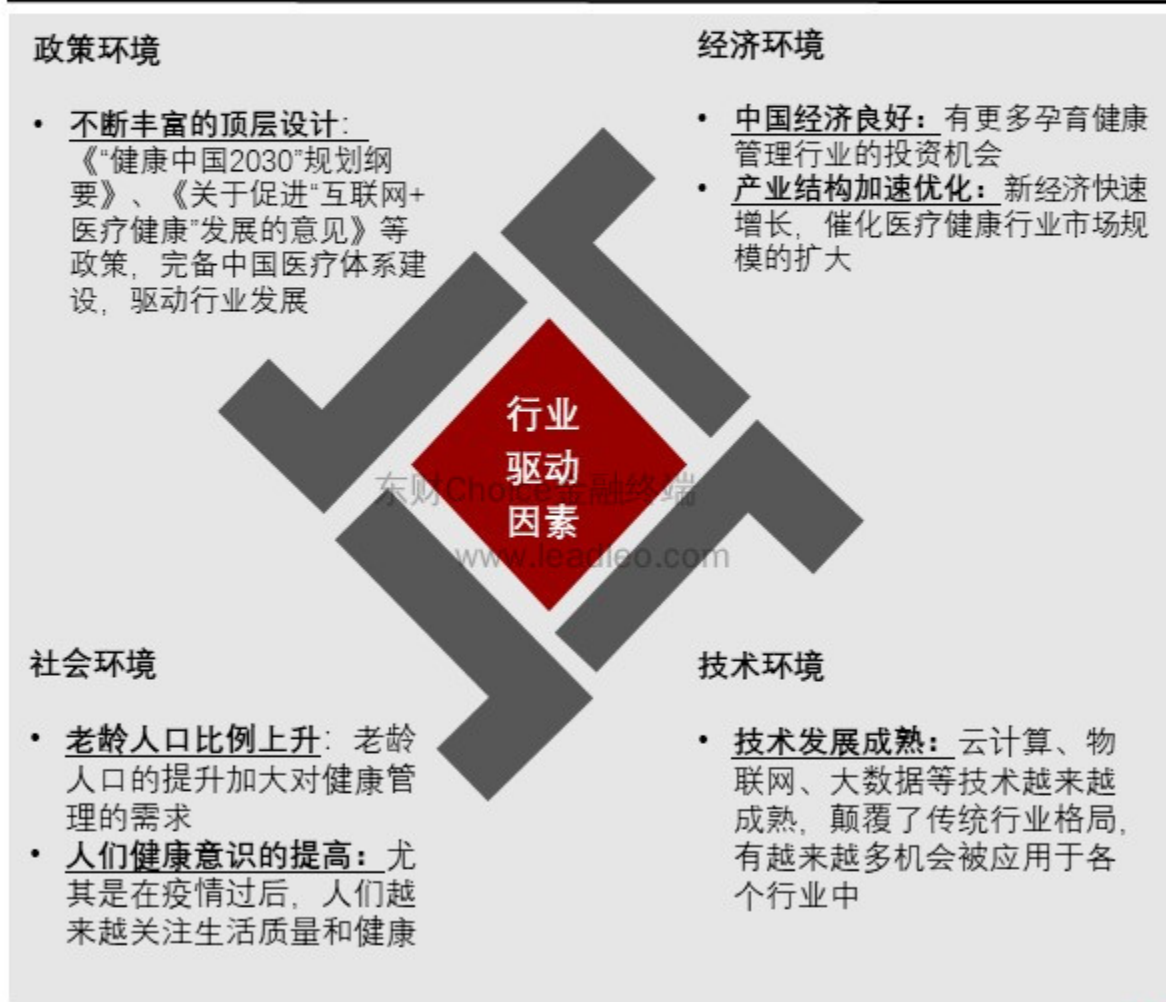 政策环境
• 不断丰富的顶层设计：
《“健康中国2030”规划纲
要》、《关于促进“互联网+
医疗健康”发展的意见》等
政策，完备中国医疗体系建
设，驱动行业发展
经济环境
• 中国经济良好：有更多孕育健康
管理行业的投资机会
• 产业结构加速优化：新经济快速
增长，催化医疗健康行业市场规
模的扩大
行业
驱动
因素
东财Choice金融终端
www.leadleo.com
社会环境
• 老龄人口比例上升：老龄
人口的提升加大对健康管
理的需求
• 人们健康意识的提高：尤
其是在疫情过后，人们越
来越关注生活质量和健康
技术环境
• 技术发展成熟：云计算、物
联网、大数据等技术越来越
成熟，颠覆了传统行业格局，
有越来越多机会被应用于各
个行业中